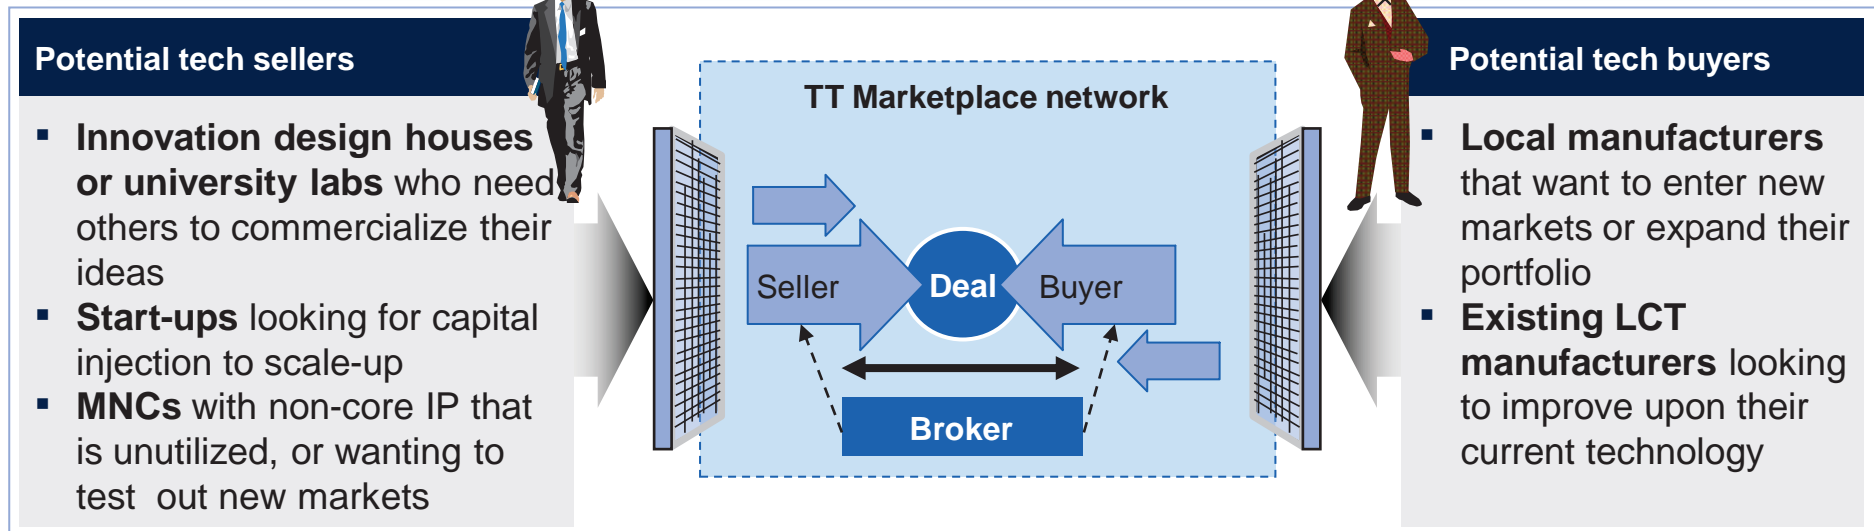 Potential tech sellers
▪ Innovation design houses
or university labs who need
others to commercialize their
ideas
▪ Start-ups looking for capital
injection to scale-up
▪ MNCs with non-core IP that
is unutilized, or wanting to
test  out new markets
TT Marketplace network
Seller
Deal
Buyer
Broker
Potential tech buyers
▪ Local manufacturers
that want to enter new
markets or expand their
portfolio
▪ Existing LCT
manufacturers looking
to improve upon their
current technology